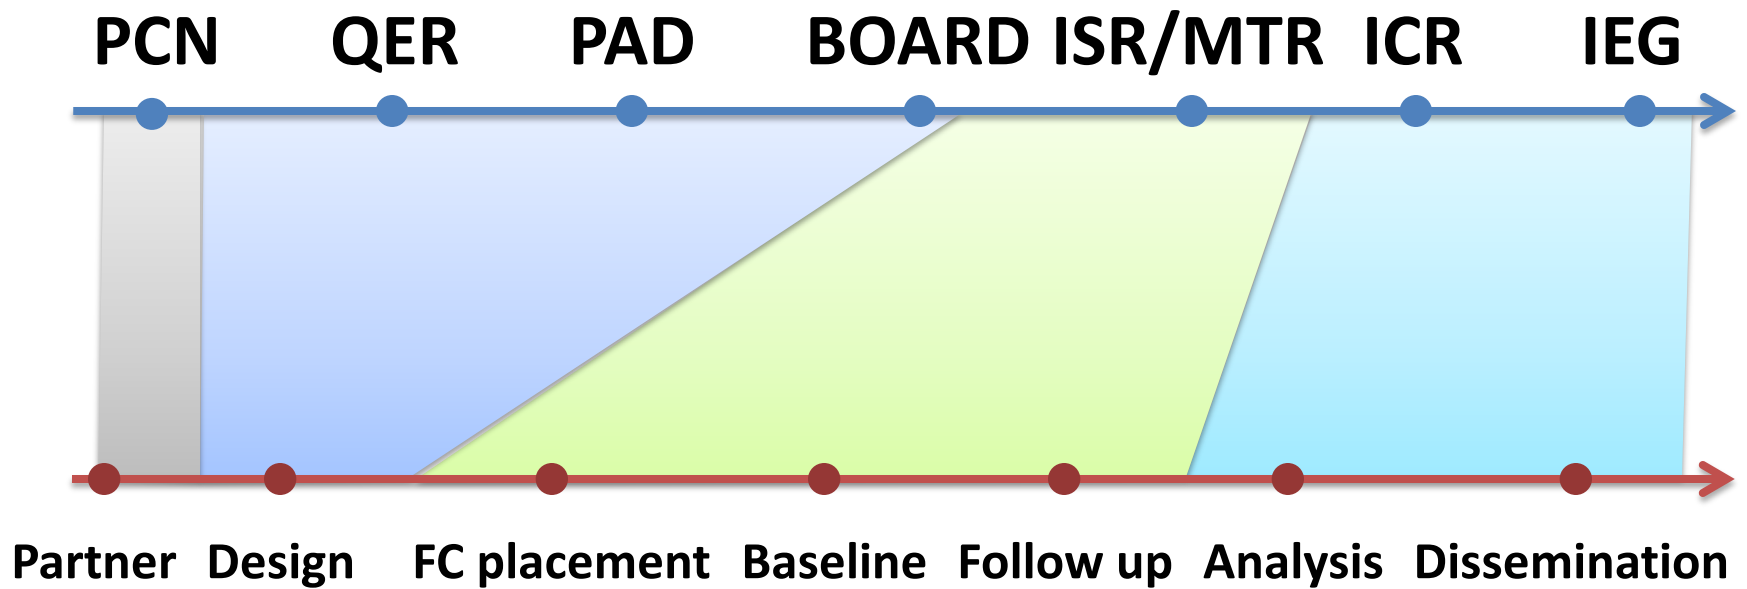 PCN QER PAD BOARD ISR/MTR ICR IEG
Partner Design FC placement Baseline Follow up Analysis Dissemination